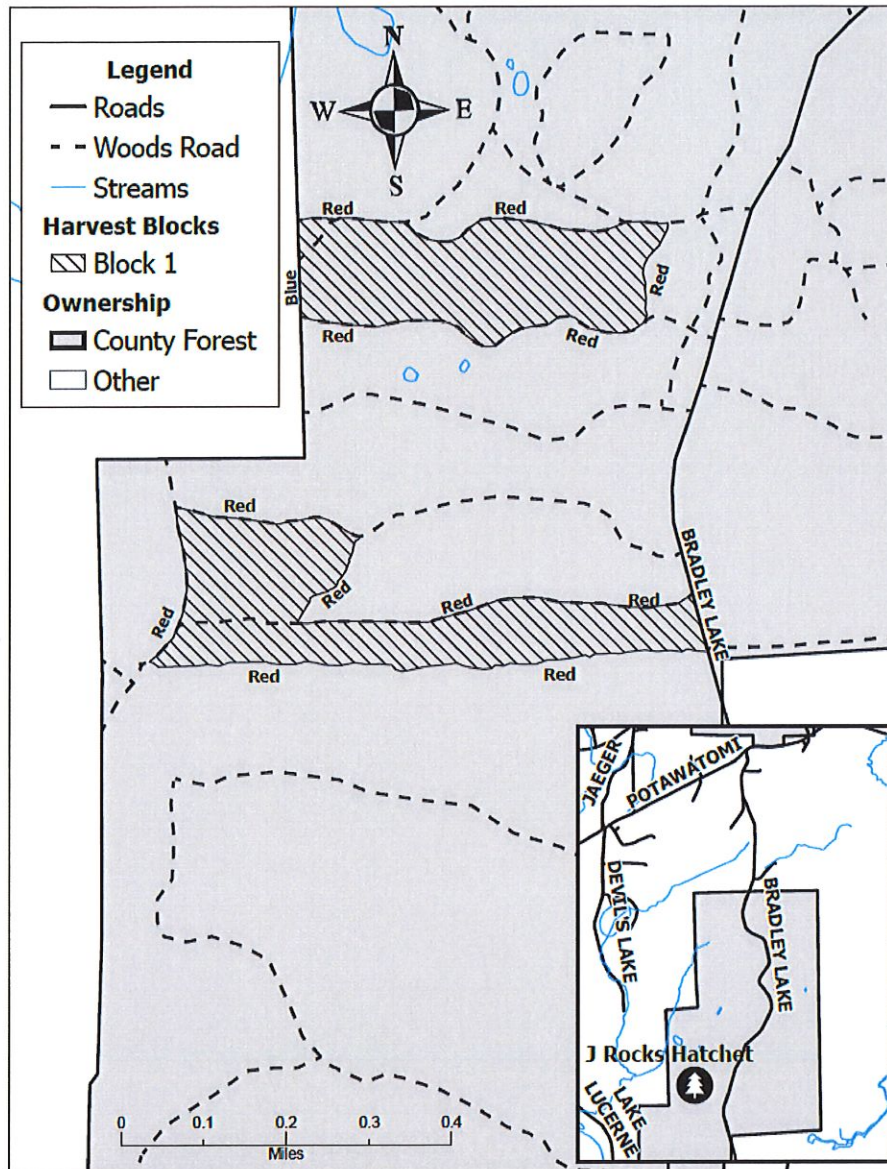 Legend
Roads
Woods Road
Streams
Harvest Blocks
Block 1
Ownership
County Forest
Other
N
W
E
S
Red
Red
Blue
Red
Red
Red
Red
Red
Red
Red
Red
Red
Red
BRADLEY LAKE
JAEGER
POTAWATOMI
DEVIL'S LAKE
BRADLEY LAKE
J Rocks Hatchet
LAKE
LUCERNE
0 0.1 0.2 0.3 0.4
Miles